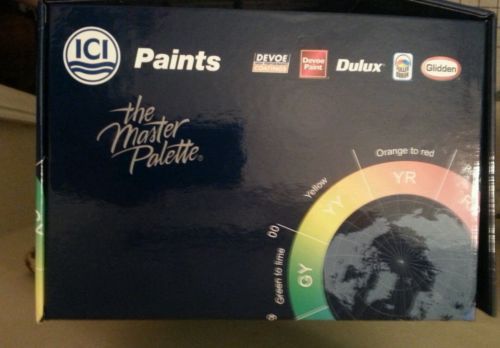 ICI
Paints
DEVOE
COATINGS
Devoe
Paint
Dulux
Glidden
the
Master
Palette®
Orange to red
YR
Yellow
YY
00
Green to lime
GY